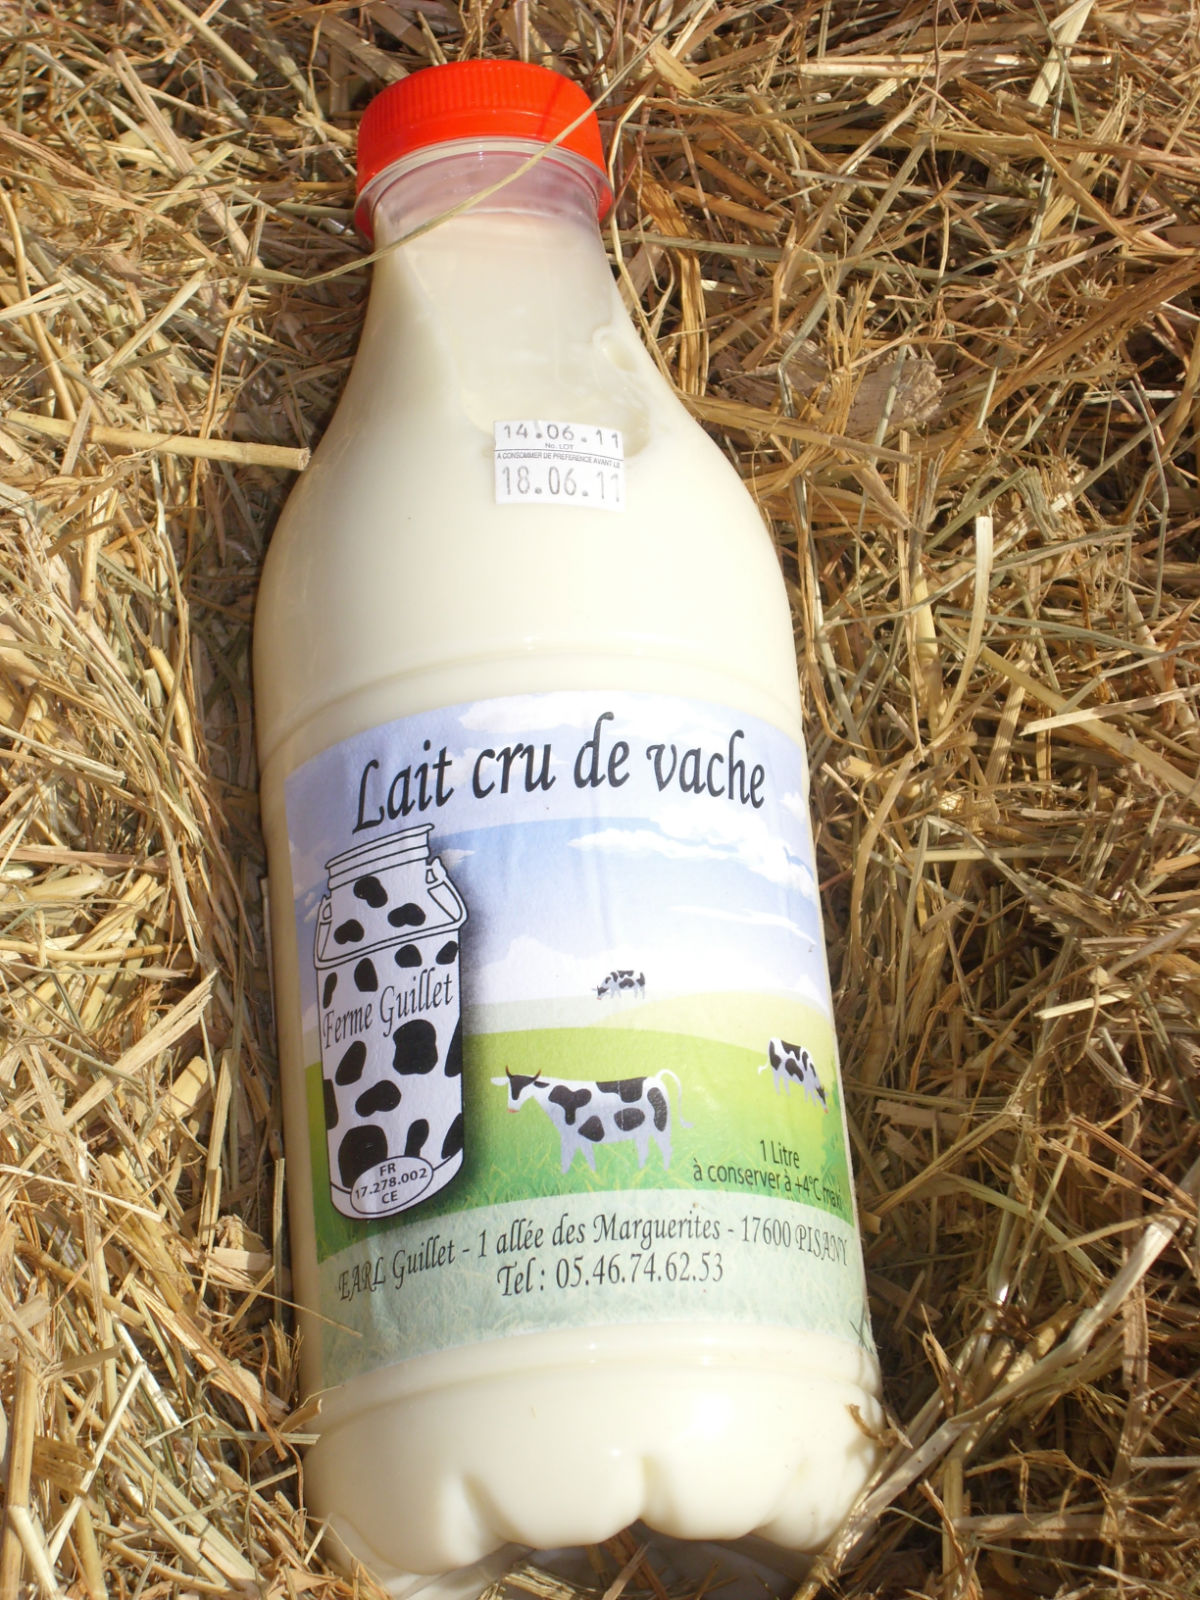 14.06.11
No. LOT
A CONSOMMER DE PREFERENCE AVANT LE
18.06.11
Lait cru de vache
Ferme Guillet
FR
17.278.002
CE
1 Litre
à conserver à +4°C maxi
EARL Guillet - 1 allée des Marguerites - 17600 PISANY
Tel : 05.46.74.62.53